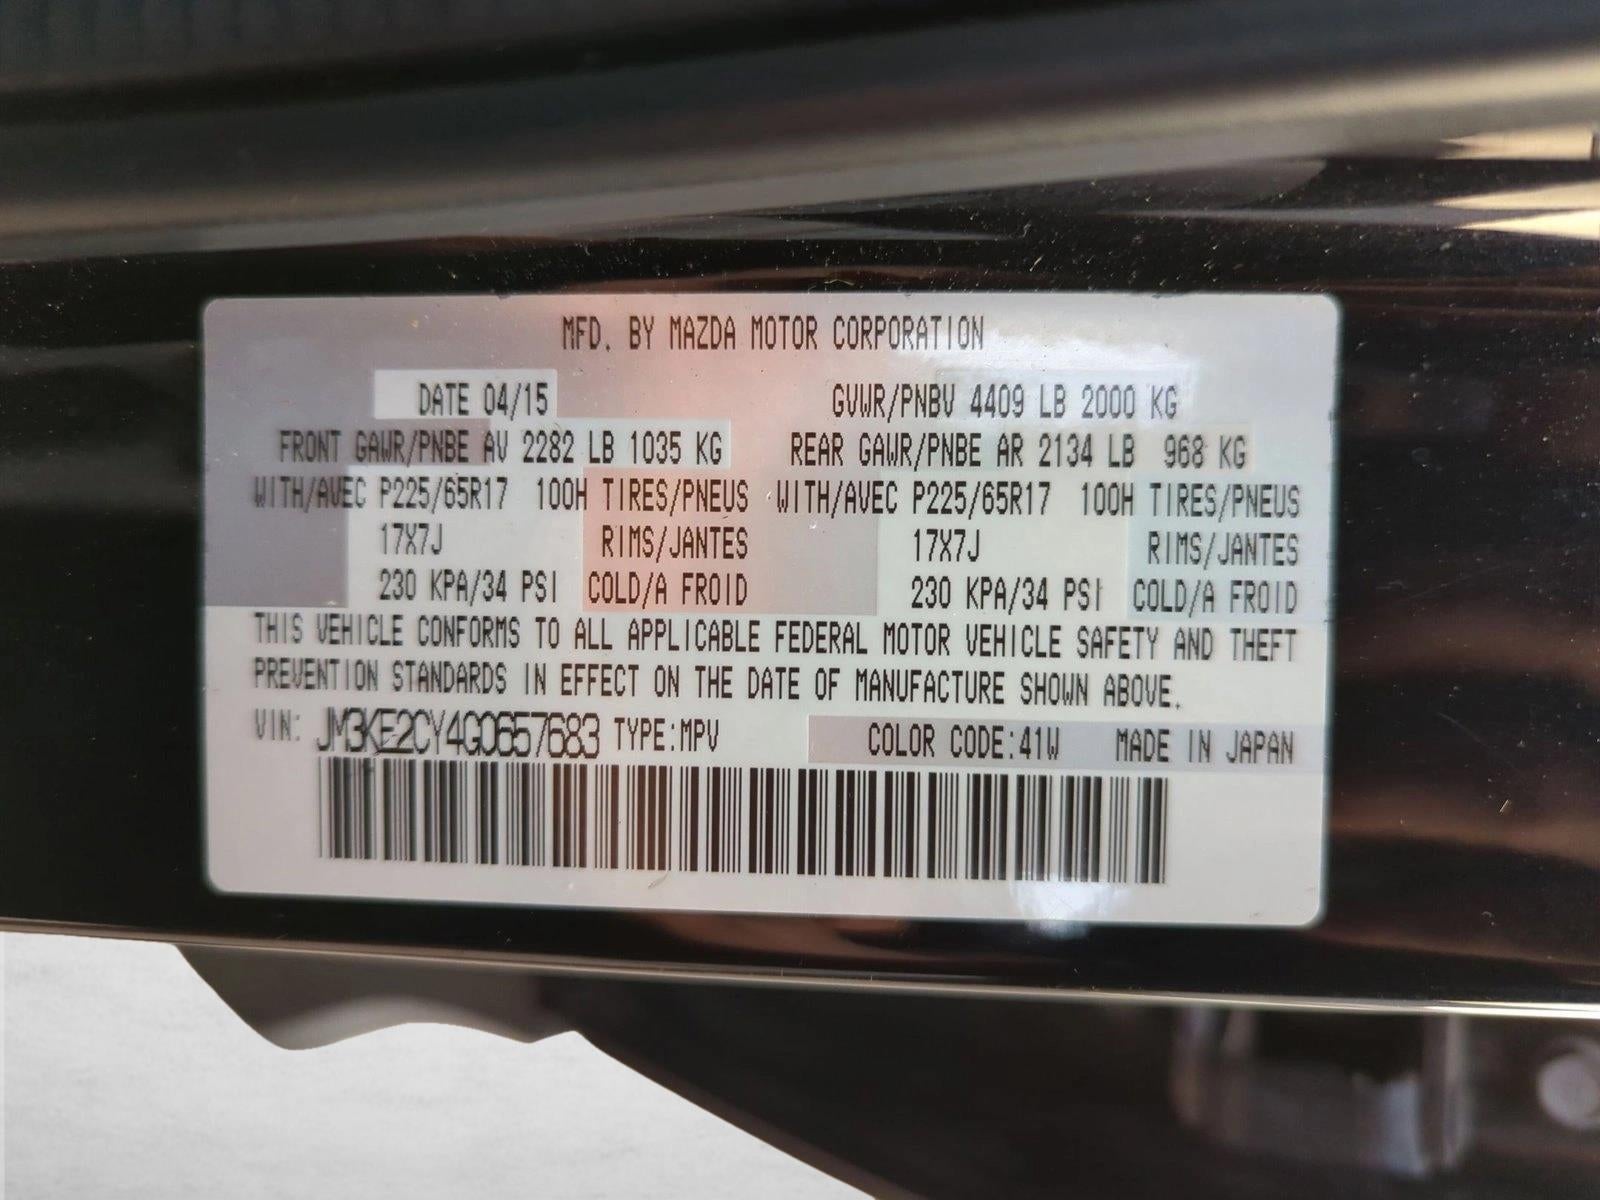 MFD. BY MAZDA MOTOR CORPORATION
DATE 04/15 GVWR/PNBV 4409 LB 2000 KG
FRONT GAWR/PNBE AV 2282 LB 1035 KG REAR GAWR/PNBE AR 2134 LB 968 KG
WITH/AVEC P225/65R17 100H TIRES/PNEUS WITH/AVEC P225/65R17 100H TIRES/PNEUS
17X7J RIMS/JANTES 17X7J RIMS/JANTES
230 KPA/34 PSI COLD/A FROID 230 KPA/34 PSI COLD/A FROID
THIS VEHICLE CONFORMS TO ALL APPLICABLE FEDERAL MOTOR VEHICLE SAFETY AND THEFT
PREVENTION STANDARDS IN EFFECT ON THE DATE OF MANUFACTURE SHOWN ABOVE.
VIN: JM3KE2CY4G0657683 TYPE:MPV COLOR CODE:41W MADE IN JAPAN